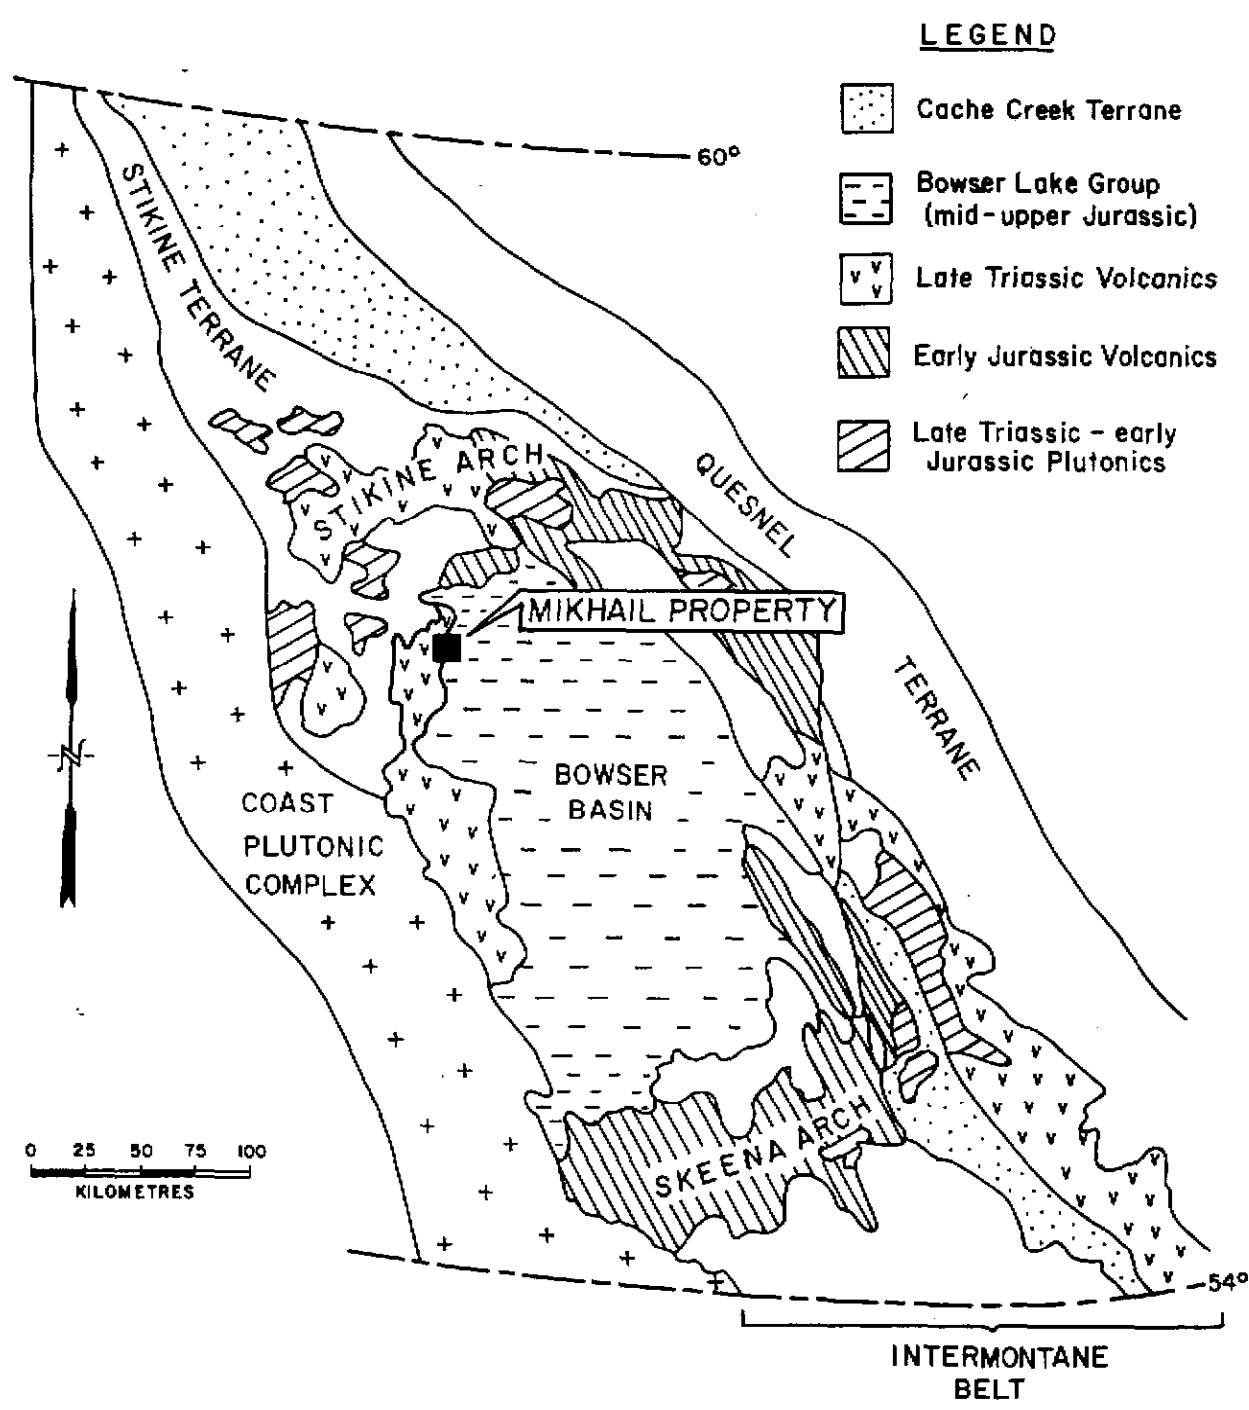 LEGEND
Cache Creek Terrane
Bowser Lake Group
(mid-upper Jurassic)
Late Triassic Volcanics
Early Jurassic Volcanics
Late Triassic - early
Jurassic Plutonics
60°
STIKINE TERRANE
STIKINE ARCH
QUESNEL
TERRANE
MIKHAIL PROPERTY
N
BOWSER
BASIN
COAST
PLUTONIC
COMPLEX
SKEENA ARCH
0 25 50 75 100
KILOMETRES
54°
INTERMONTANE
BELT